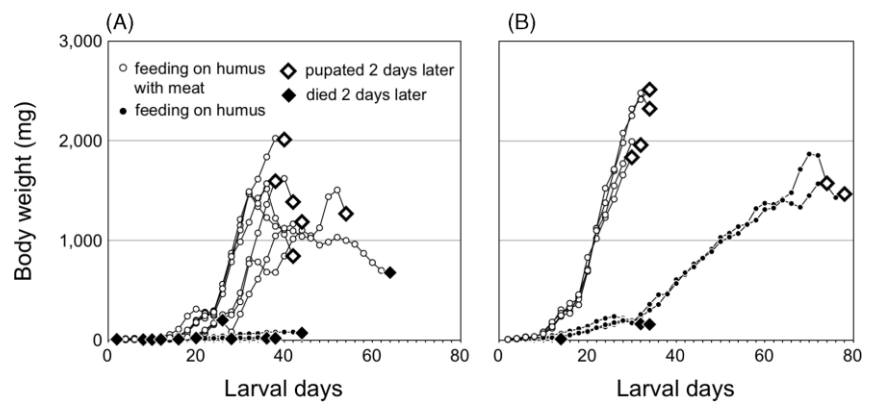 (A)
(B)
3,000
2,000
1,000
0
Body weight (mg)
feeding on humus
with meat
feeding on humus
pupated 2 days later
died 2 days later
0 20 40 60 80
0 20 40 60 80
Larval days
Larval days